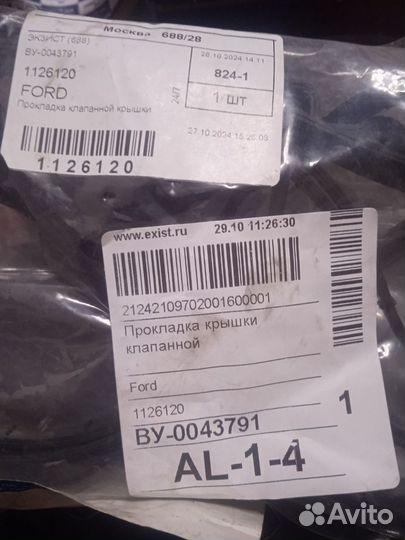 Москва 688/28
ЭКЗИСТ (688)
ВУ-0043791
26.10.2024 14:11
1126120
824-1
FORD
24/7
1 ШТ
Прокладка клапанной крышки
27.10.2024 15:26:03
1126120
www.exist.ru 29.10 11:26:30
21242109702001600001
Прокладка крышки
клапанной
Ford
1126120
1
ВУ-0043791
AL-1-4
Avito